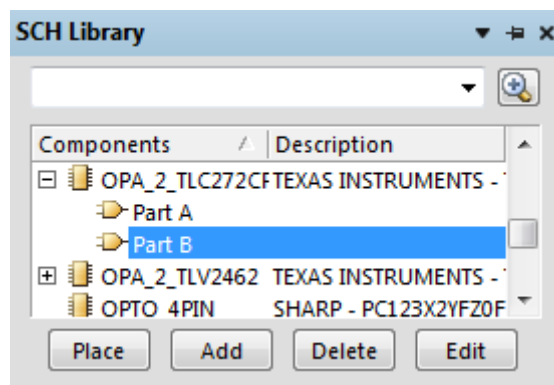 SCH Library
Components Description
OPA_2_TLC272CF TEXAS INSTRUMENTS -
Part A
Part B
OPA_2_TLV2462 TEXAS INSTRUMENTS -
OPTO_4PIN SHARP - PC123X2YFZ0F
Place Add Delete Edit